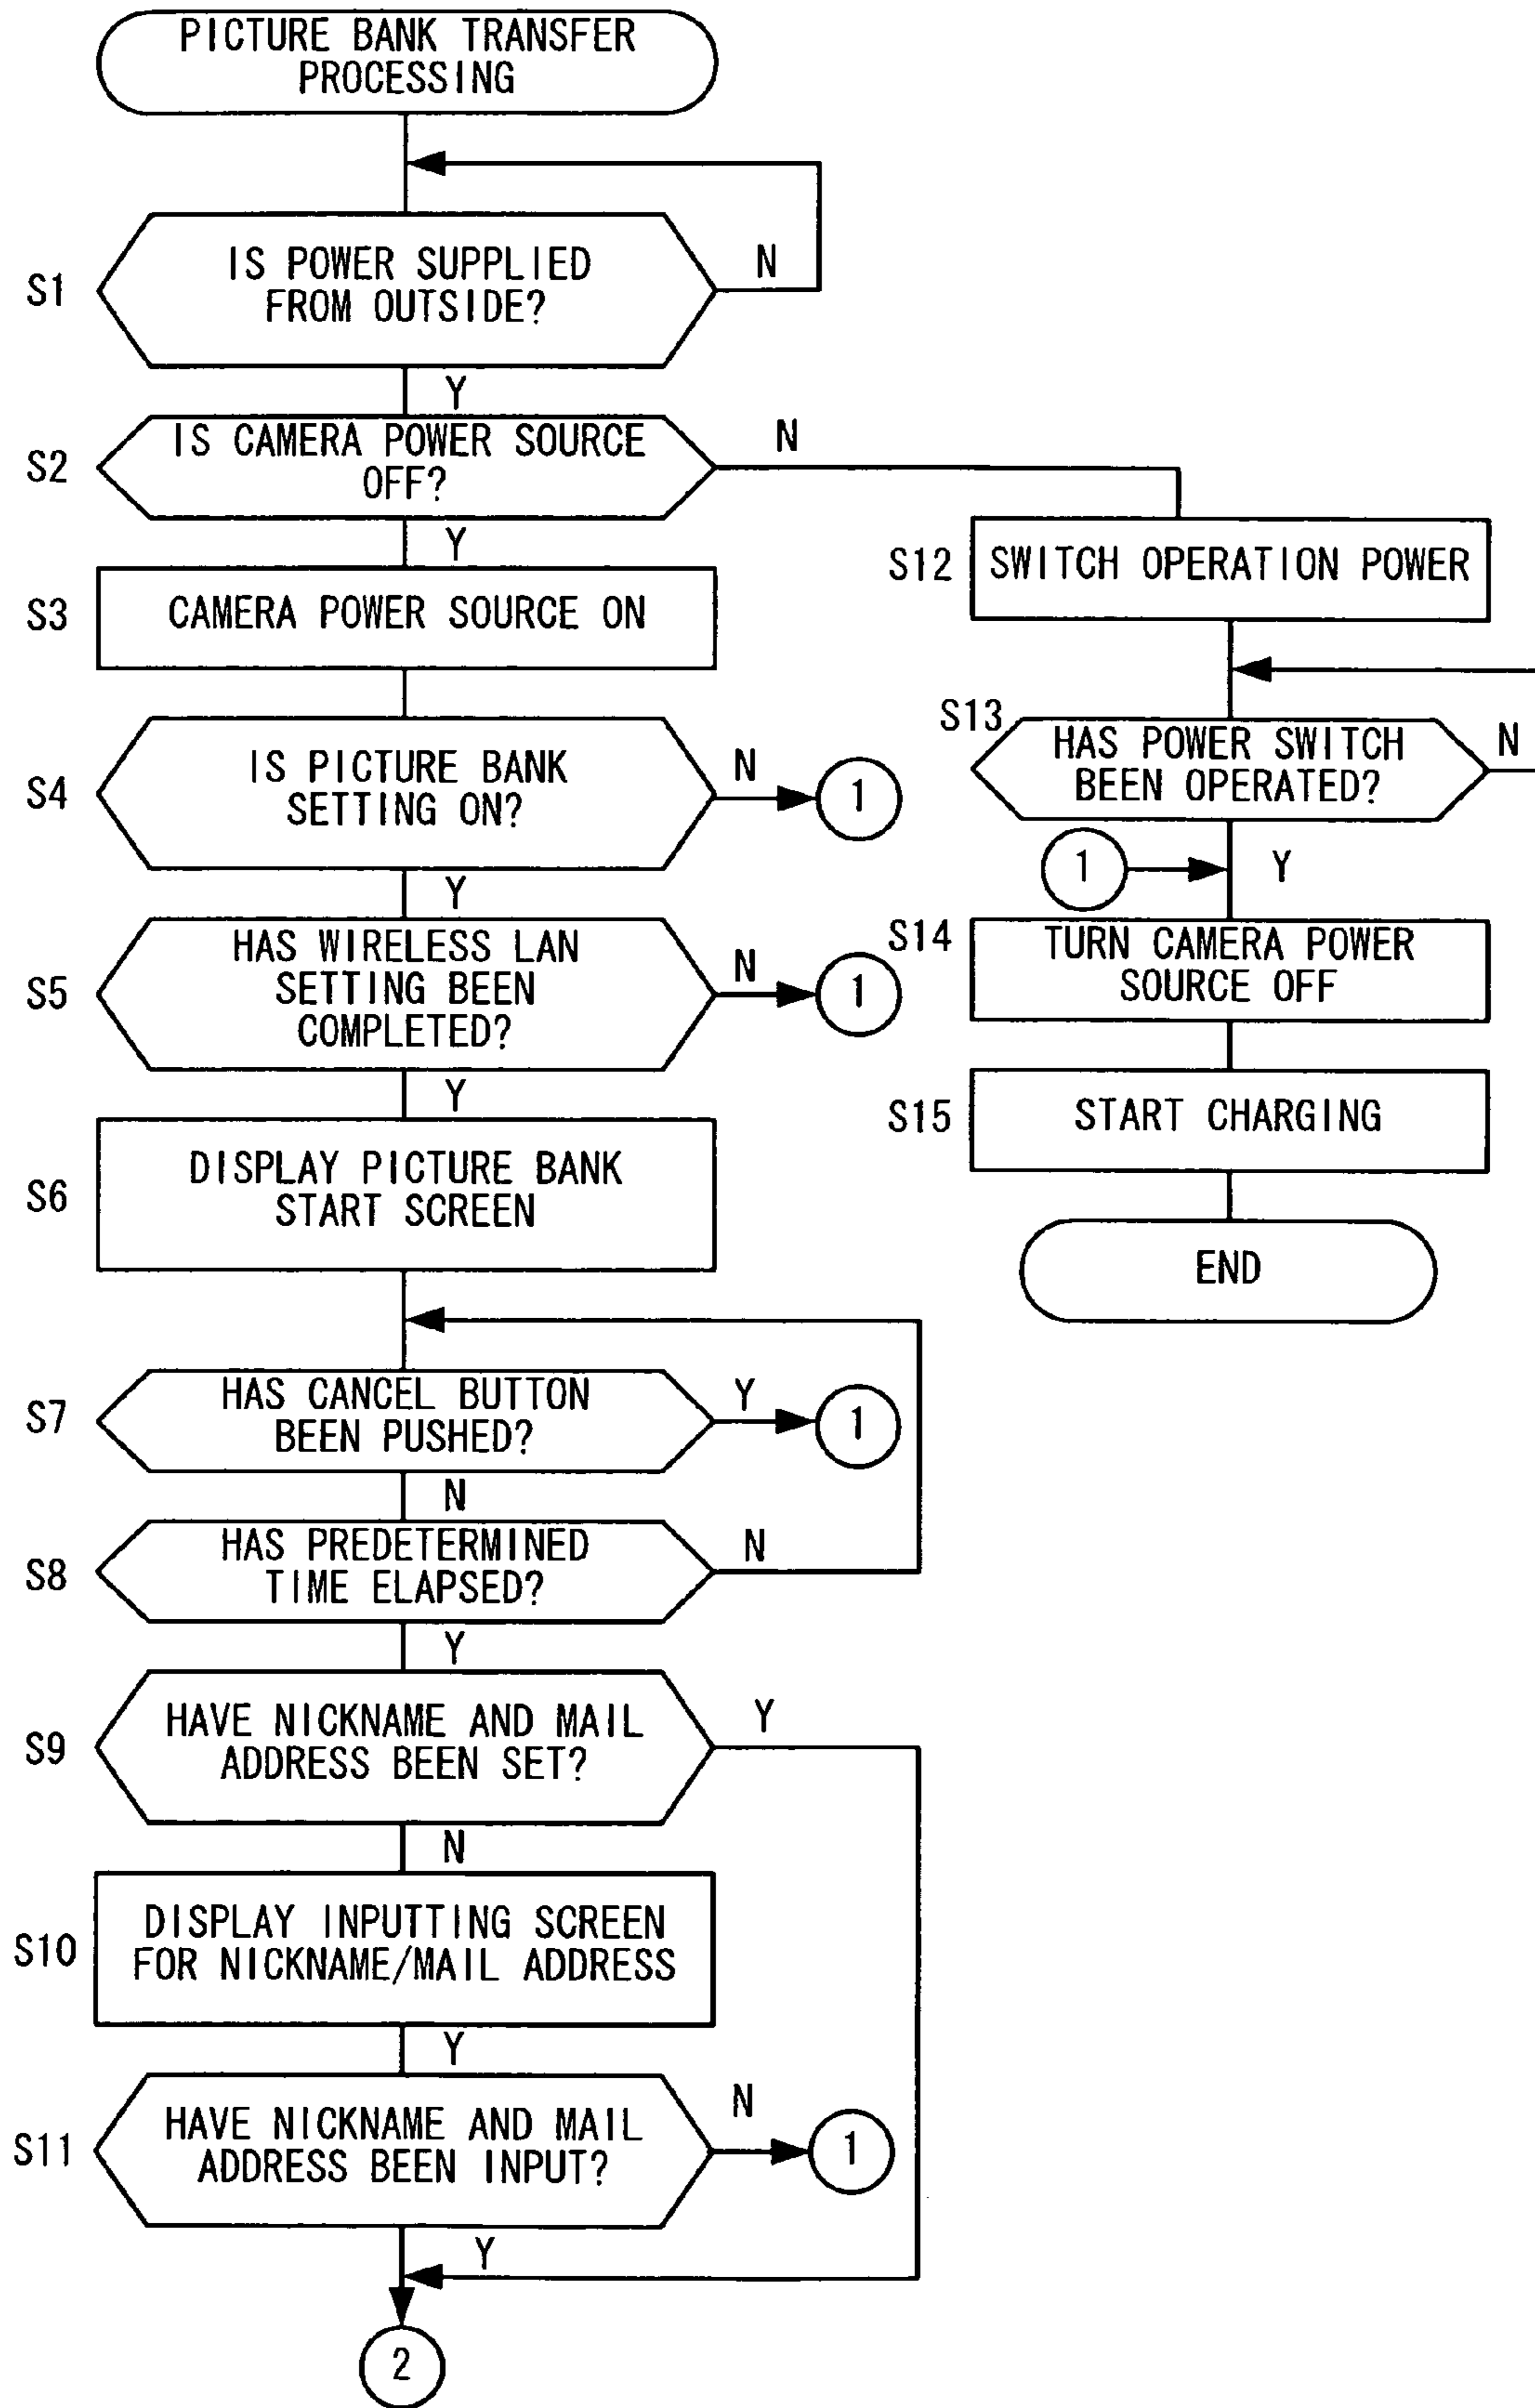 PICTURE BANK TRANSFER
PROCESSING
S1
IS POWER SUPPLIED
FROM OUTSIDE?
N
Y
S2
IS CAMERA POWER SOURCE
OFF?
N
Y
S3
CAMERA POWER SOURCE ON
S4
IS PICTURE BANK
SETTING ON?
N
1
Y
S5
HAS WIRELESS LAN
SETTING BEEN
COMPLETED?
N
1
Y
S6
DISPLAY PICTURE BANK
START SCREEN
S7
HAS CANCEL BUTTON
BEEN PUSHED?
Y
1
N
S8
HAS PREDETERMINED
TIME ELAPSED?
N
Y
S9
HAVE NICKNAME AND MAIL
ADDRESS BEEN SET?
Y
N
S10
DISPLAY INPUTTING SCREEN
FOR NICKNAME/MAIL ADDRESS
Y
S11
HAVE NICKNAME AND MAIL
ADDRESS BEEN INPUT?
N
1
Y
2
S12
SWITCH OPERATION POWER
S13
HAS POWER SWITCH
BEEN OPERATED?
N
1
Y
S14
TURN CAMERA POWER
SOURCE OFF
S15
START CHARGING
END